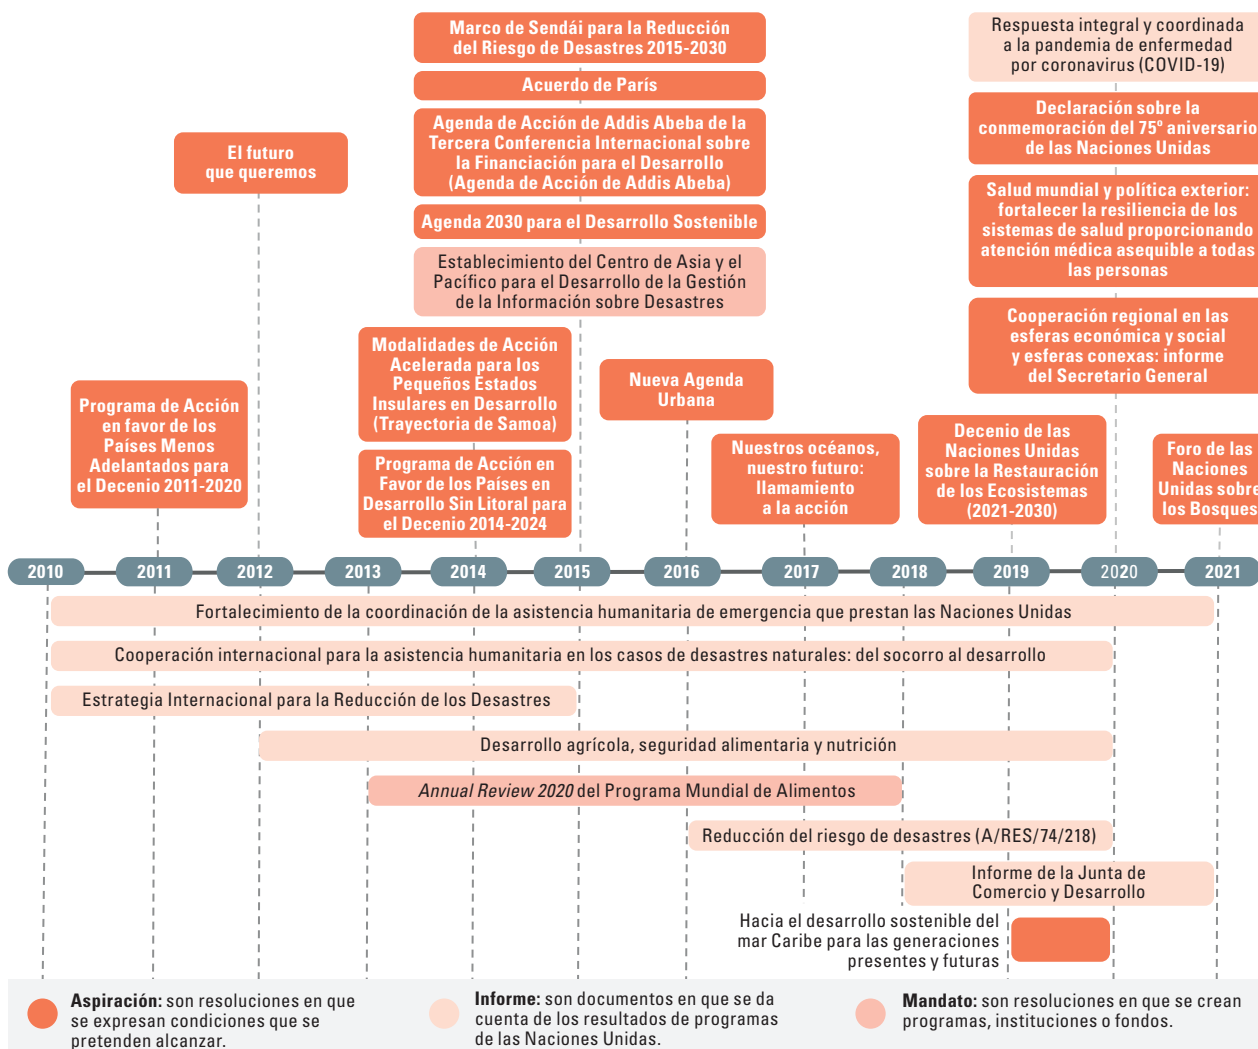 Marco de Sendái para la Reducción
del Riesgo de Desastres 2015-2030
Acuerdo de París
Agenda de Acción de Addis Abeba de la
Tercera Conferencia Internacional sobre
la Financiación para el Desarrollo
(Agenda de Acción de Addis Abeba)
Agenda 2030 para el Desarrollo Sostenible
Establecimiento del Centro de Asia y el
Pacífico para el Desarrollo de la Gestión
de la Información sobre Desastres
Respuesta integral y coordinada
a la pandemia de enfermedad
por coronavirus (COVID-19)
Declaración sobre la
conmemoración del 75º aniversario
de las Naciones Unidas
Salud mundial y política exterior:
fortalecer la resiliencia de los
sistemas de salud proporcionando
atención médica asequible a todas
las personas
Cooperación regional en las
esferas económica y social
y esferas conexas: informe
del Secretario General
El futuro
que queremos
Programa de Acción
en favor de los
Países Menos
Adelantados para
el Decenio 2011-2020
Modalidades de Acción
Acelerada para los
Pequeños Estados
Insulares en Desarrollo
(Trayectoria de Samoa)
Programa de Acción en
Favor de los Países en
Desarrollo Sin Litoral para
el Decenio 2014-2024
Nueva Agenda
Urbana
Nuestros océanos,
nuestro futuro:
llamamiento
a la acción
Decenio de las
Naciones Unidas
sobre la Restauración
de los Ecosistemas
(2021-2030)
Foro de las
Naciones
Unidas sobre
los Bosques
2010 2011 2012 2013 2014 2015 2016 2017 2018 2019 2020 2021
Fortalecimiento de la coordinación de la asistencia humanitaria de emergencia que prestan las Naciones Unidas
Cooperación internacional para la asistencia humanitaria en los casos de desastres naturales: del socorro al desarrollo
Estrategia Internacional para la Reducción de los Desastres
Desarrollo agrícola, seguridad alimentaria y nutrición
Annual Review 2020 del Programa Mundial de Alimentos
Reducción del riesgo de desastres (A/RES/74/218)
Informe de la Junta de
Comercio y Desarrollo
Hacia el desarrollo sostenible del
mar Caribe para las generaciones
presentes y futuras
Aspiración: son resoluciones en que
se expresan condiciones que se
pretenden alcanzar.
Informe: son documentos en que se da
cuenta de los resultados de programas
de las Naciones Unidas.
Mandato: son resoluciones en que se crean
programas, instituciones o fondos.